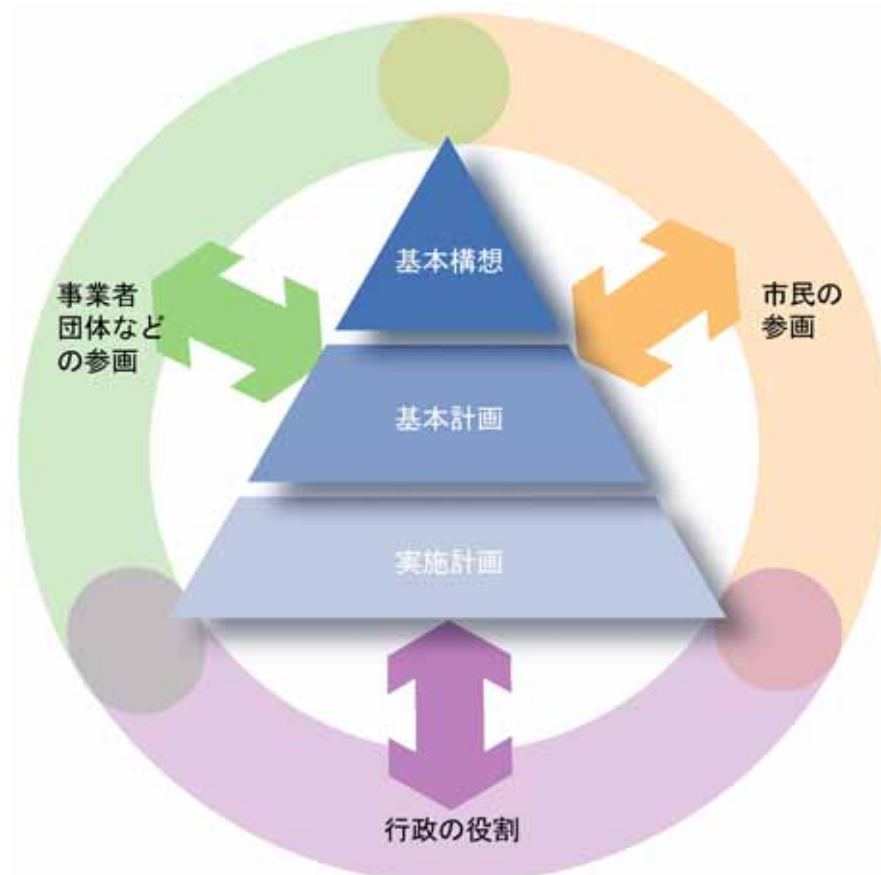 基本構想
事業者
団体など
の参画
市民の
参画
基本計画
実施計画
行政の役割